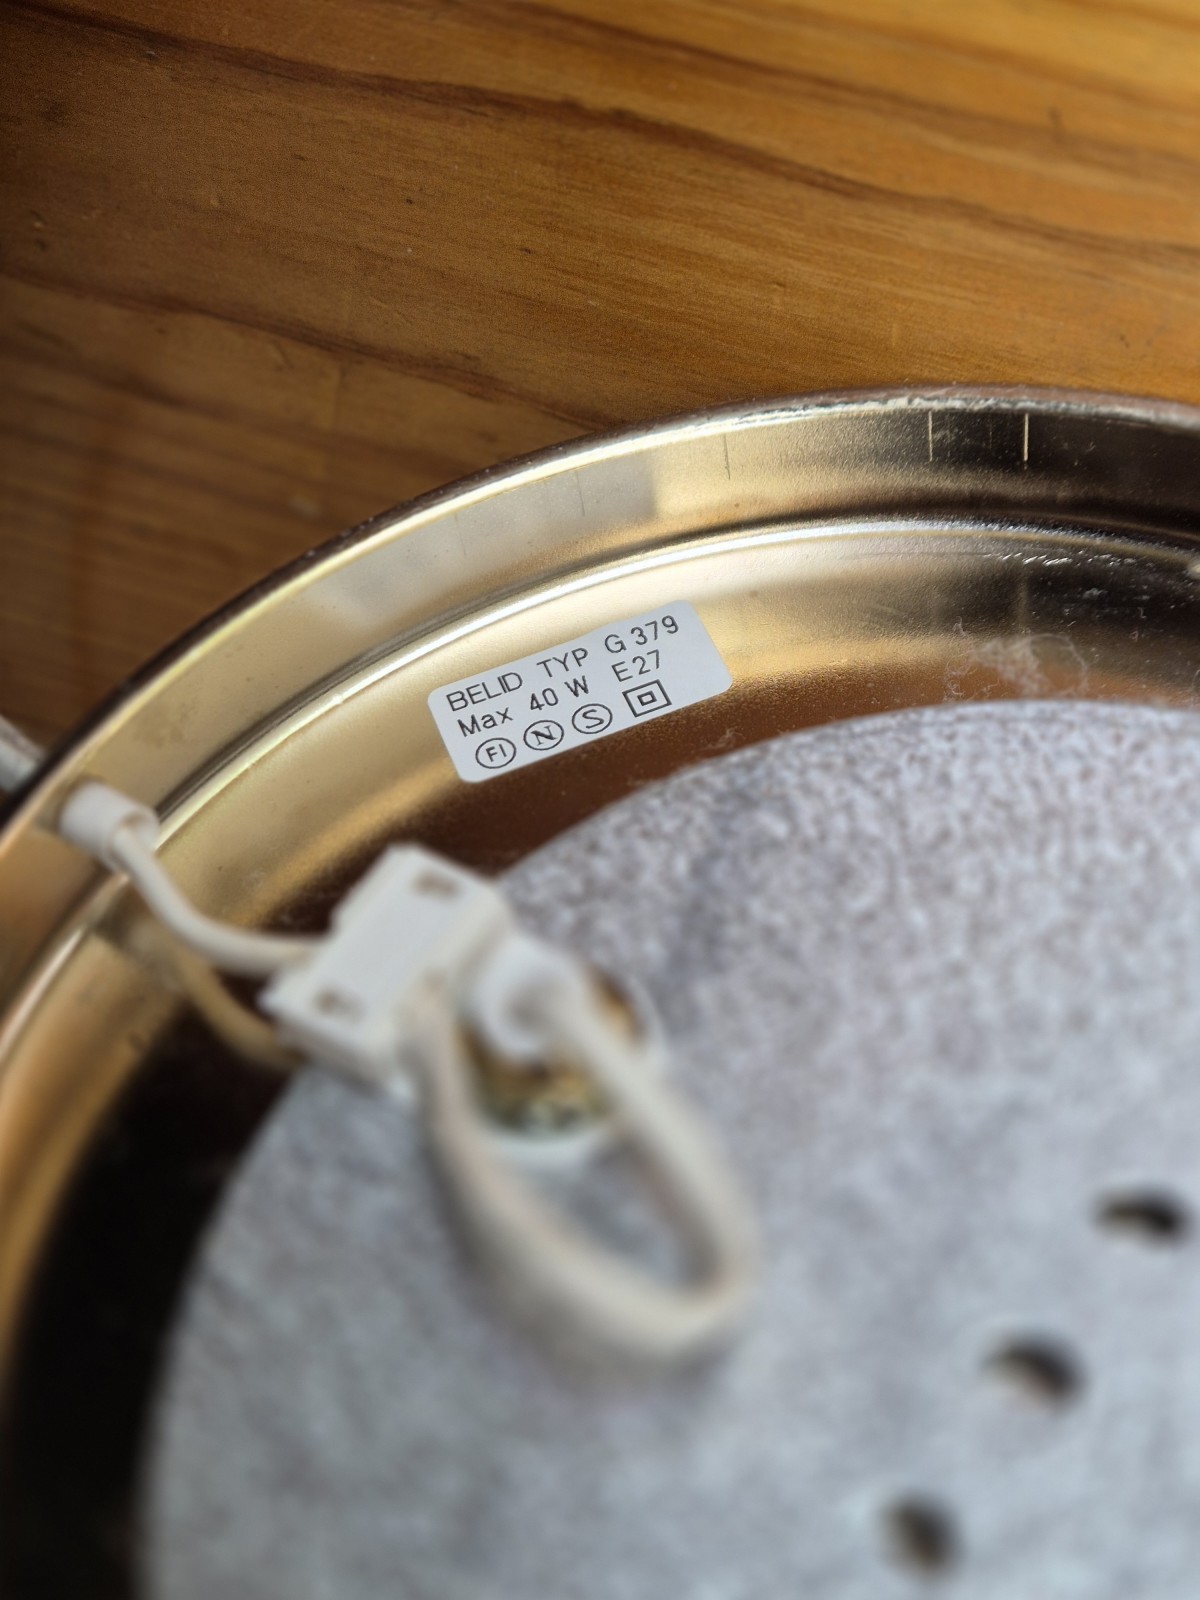 BELID TYP G 379
Max 40 W E27
FI N S